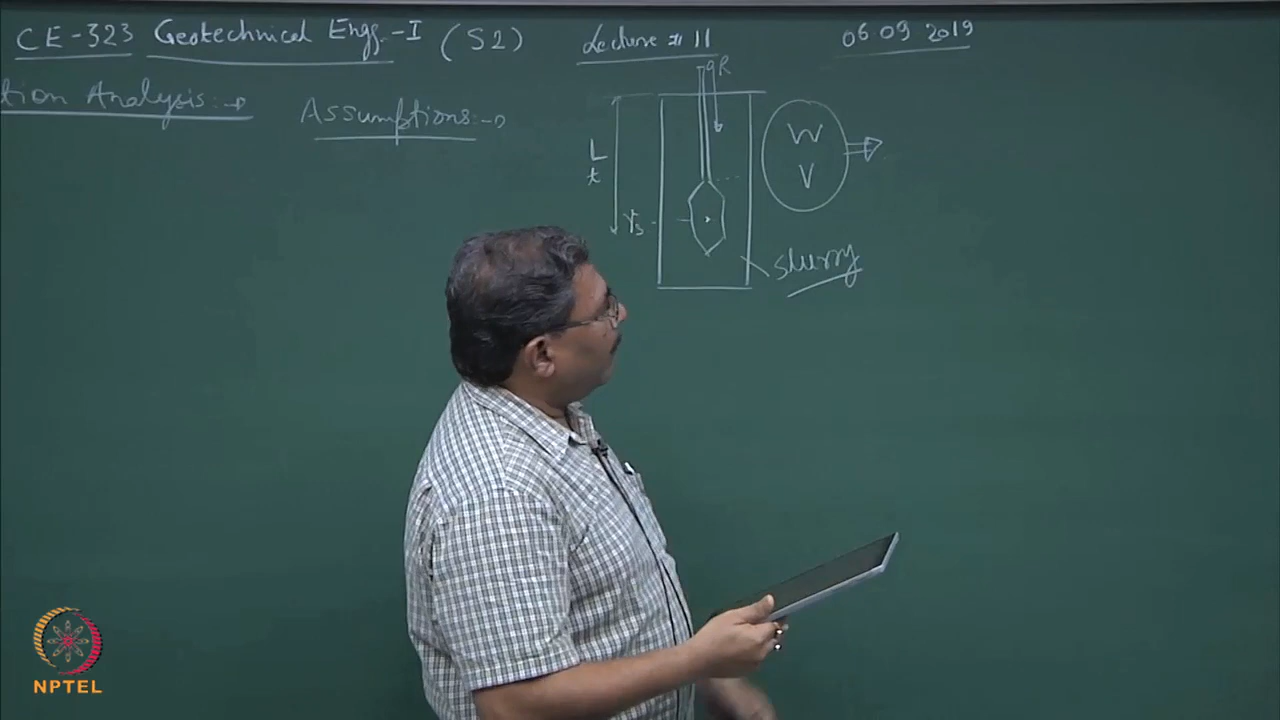 CE-323 Geotechnical Engg.-I (S2) Lecture # 11 06 09 2019
tion Analysis:→
Assumptions:→
R
L
t
W
V
γs
slurry
NPTEL